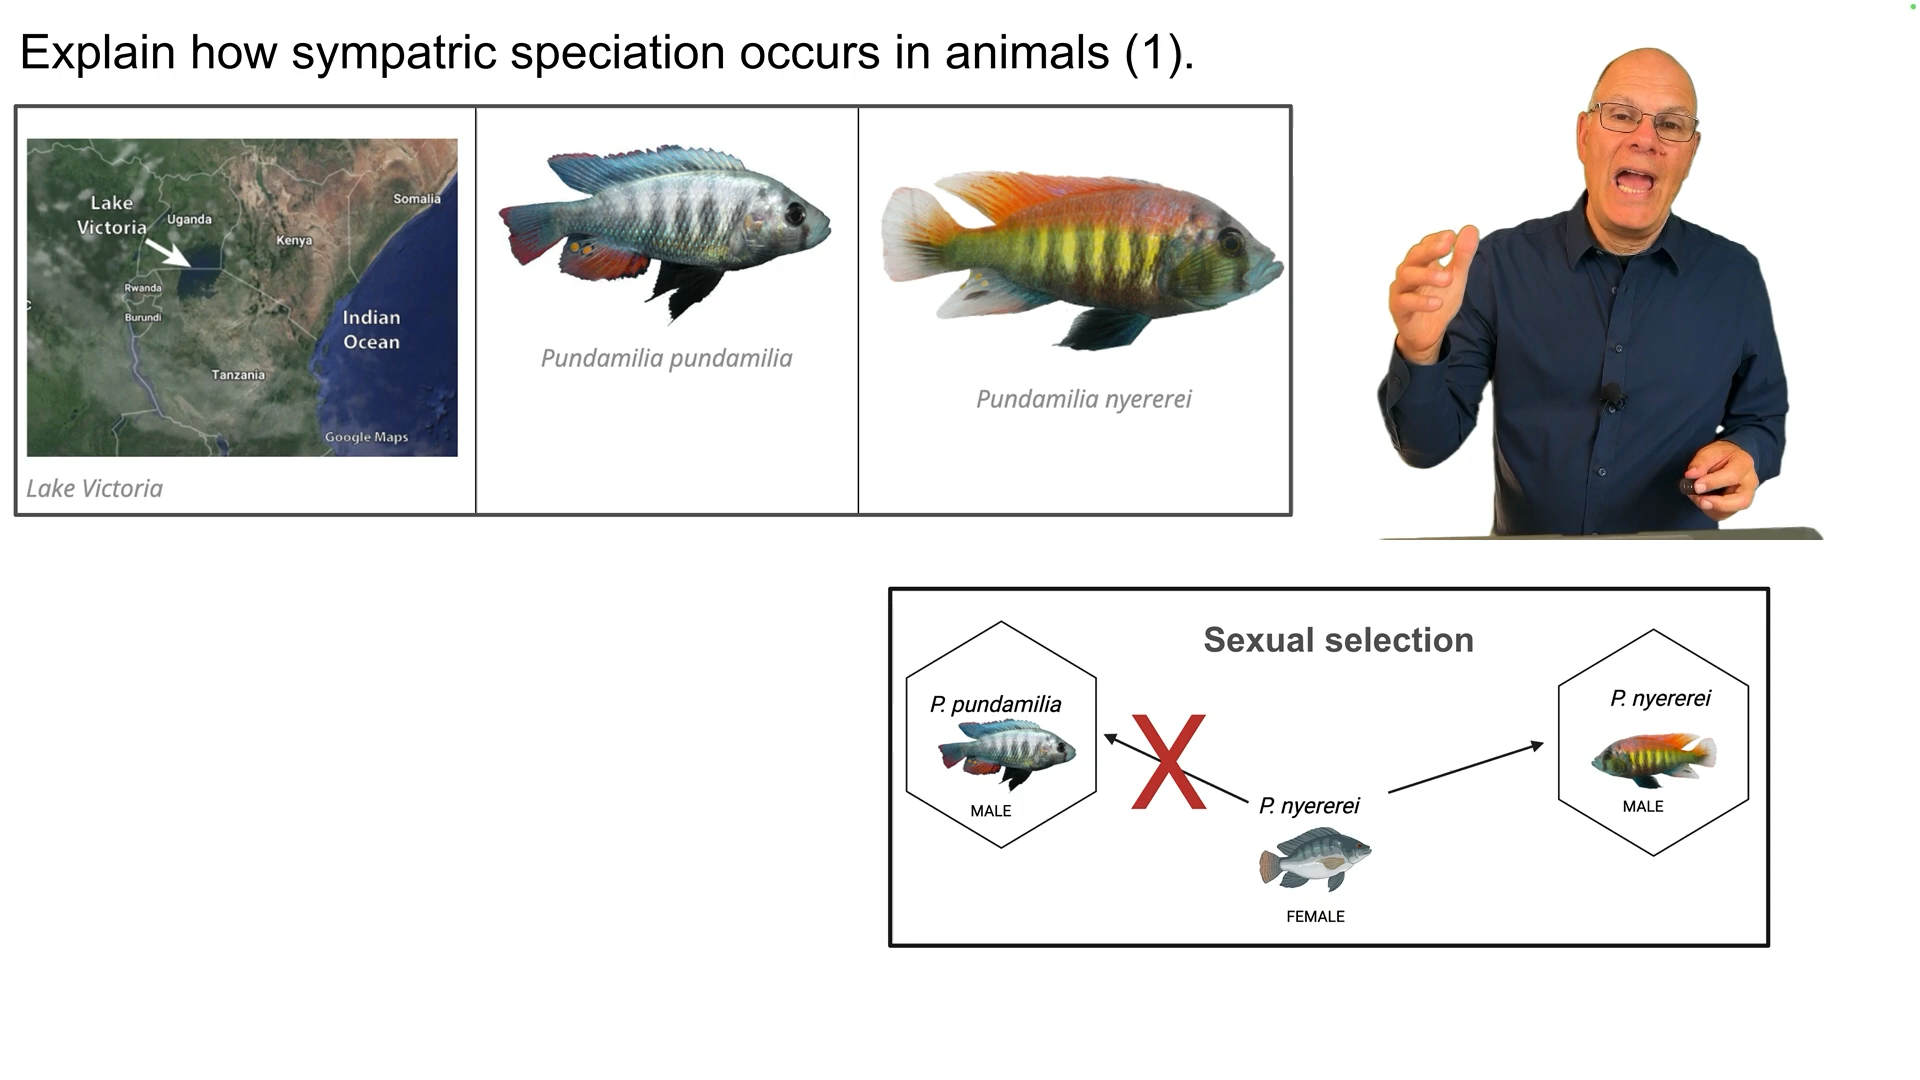 Explain how sympatric speciation occurs in animals (1).
Lake
Victoria
Uganda
Kenya
Somalia
Rwanda
Burundi
Indian
Ocean
Tanzania
Google Maps
Lake Victoria
Pundamilia pundamilia
Pundamilia nyererei
Sexual selection
P. pundamilia
MALE
X
P. nyererei
FEMALE
P. nyererei
MALE